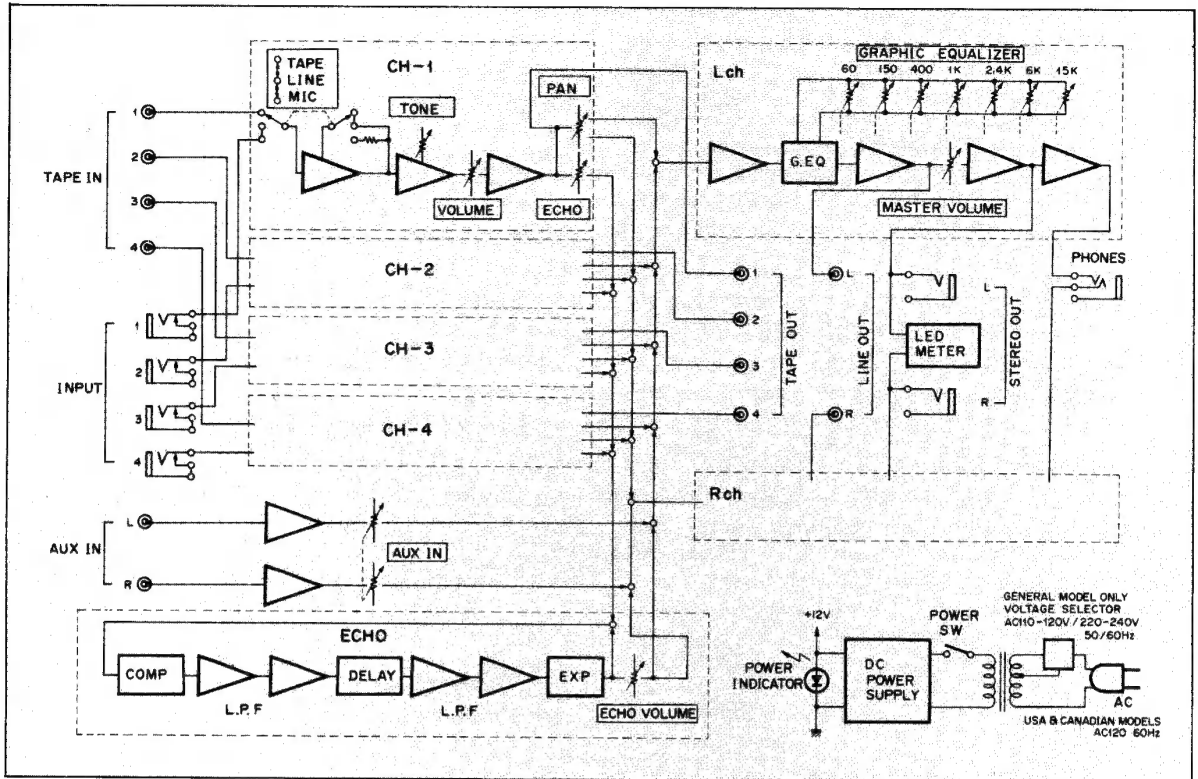 TAPE
LINE
MIC
CH-1
TONE
VOLUME
PAN
ECHO
TAPE IN
1
2
3
4
CH-2
CH-3
CH-4
INPUT
1
2
3
4
AUX IN
L
R
AUX IN
ECHO
COMP
L.P.F
DELAY
L.P.F
EXP
ECHO VOLUME
L.ch
GRAPHIC EQUALIZER
60 150 400 1K 2.4K 6K 15K
G.EQ
MASTER VOLUME
1
2
3
4
TAPE OUT
L
R
LINE OUT
LED
METER
L
R
STEREO OUT
PHONES
Rch
+12V
POWER
INDICATOR
DC
POWER
SUPPLY
POWER
SW
GENERAL MODEL ONLY
VOLTAGE SELECTOR
AC110-120V/220-240V
50/60Hz
AC
USA & CANADIAN MODELS
AC120 60Hz